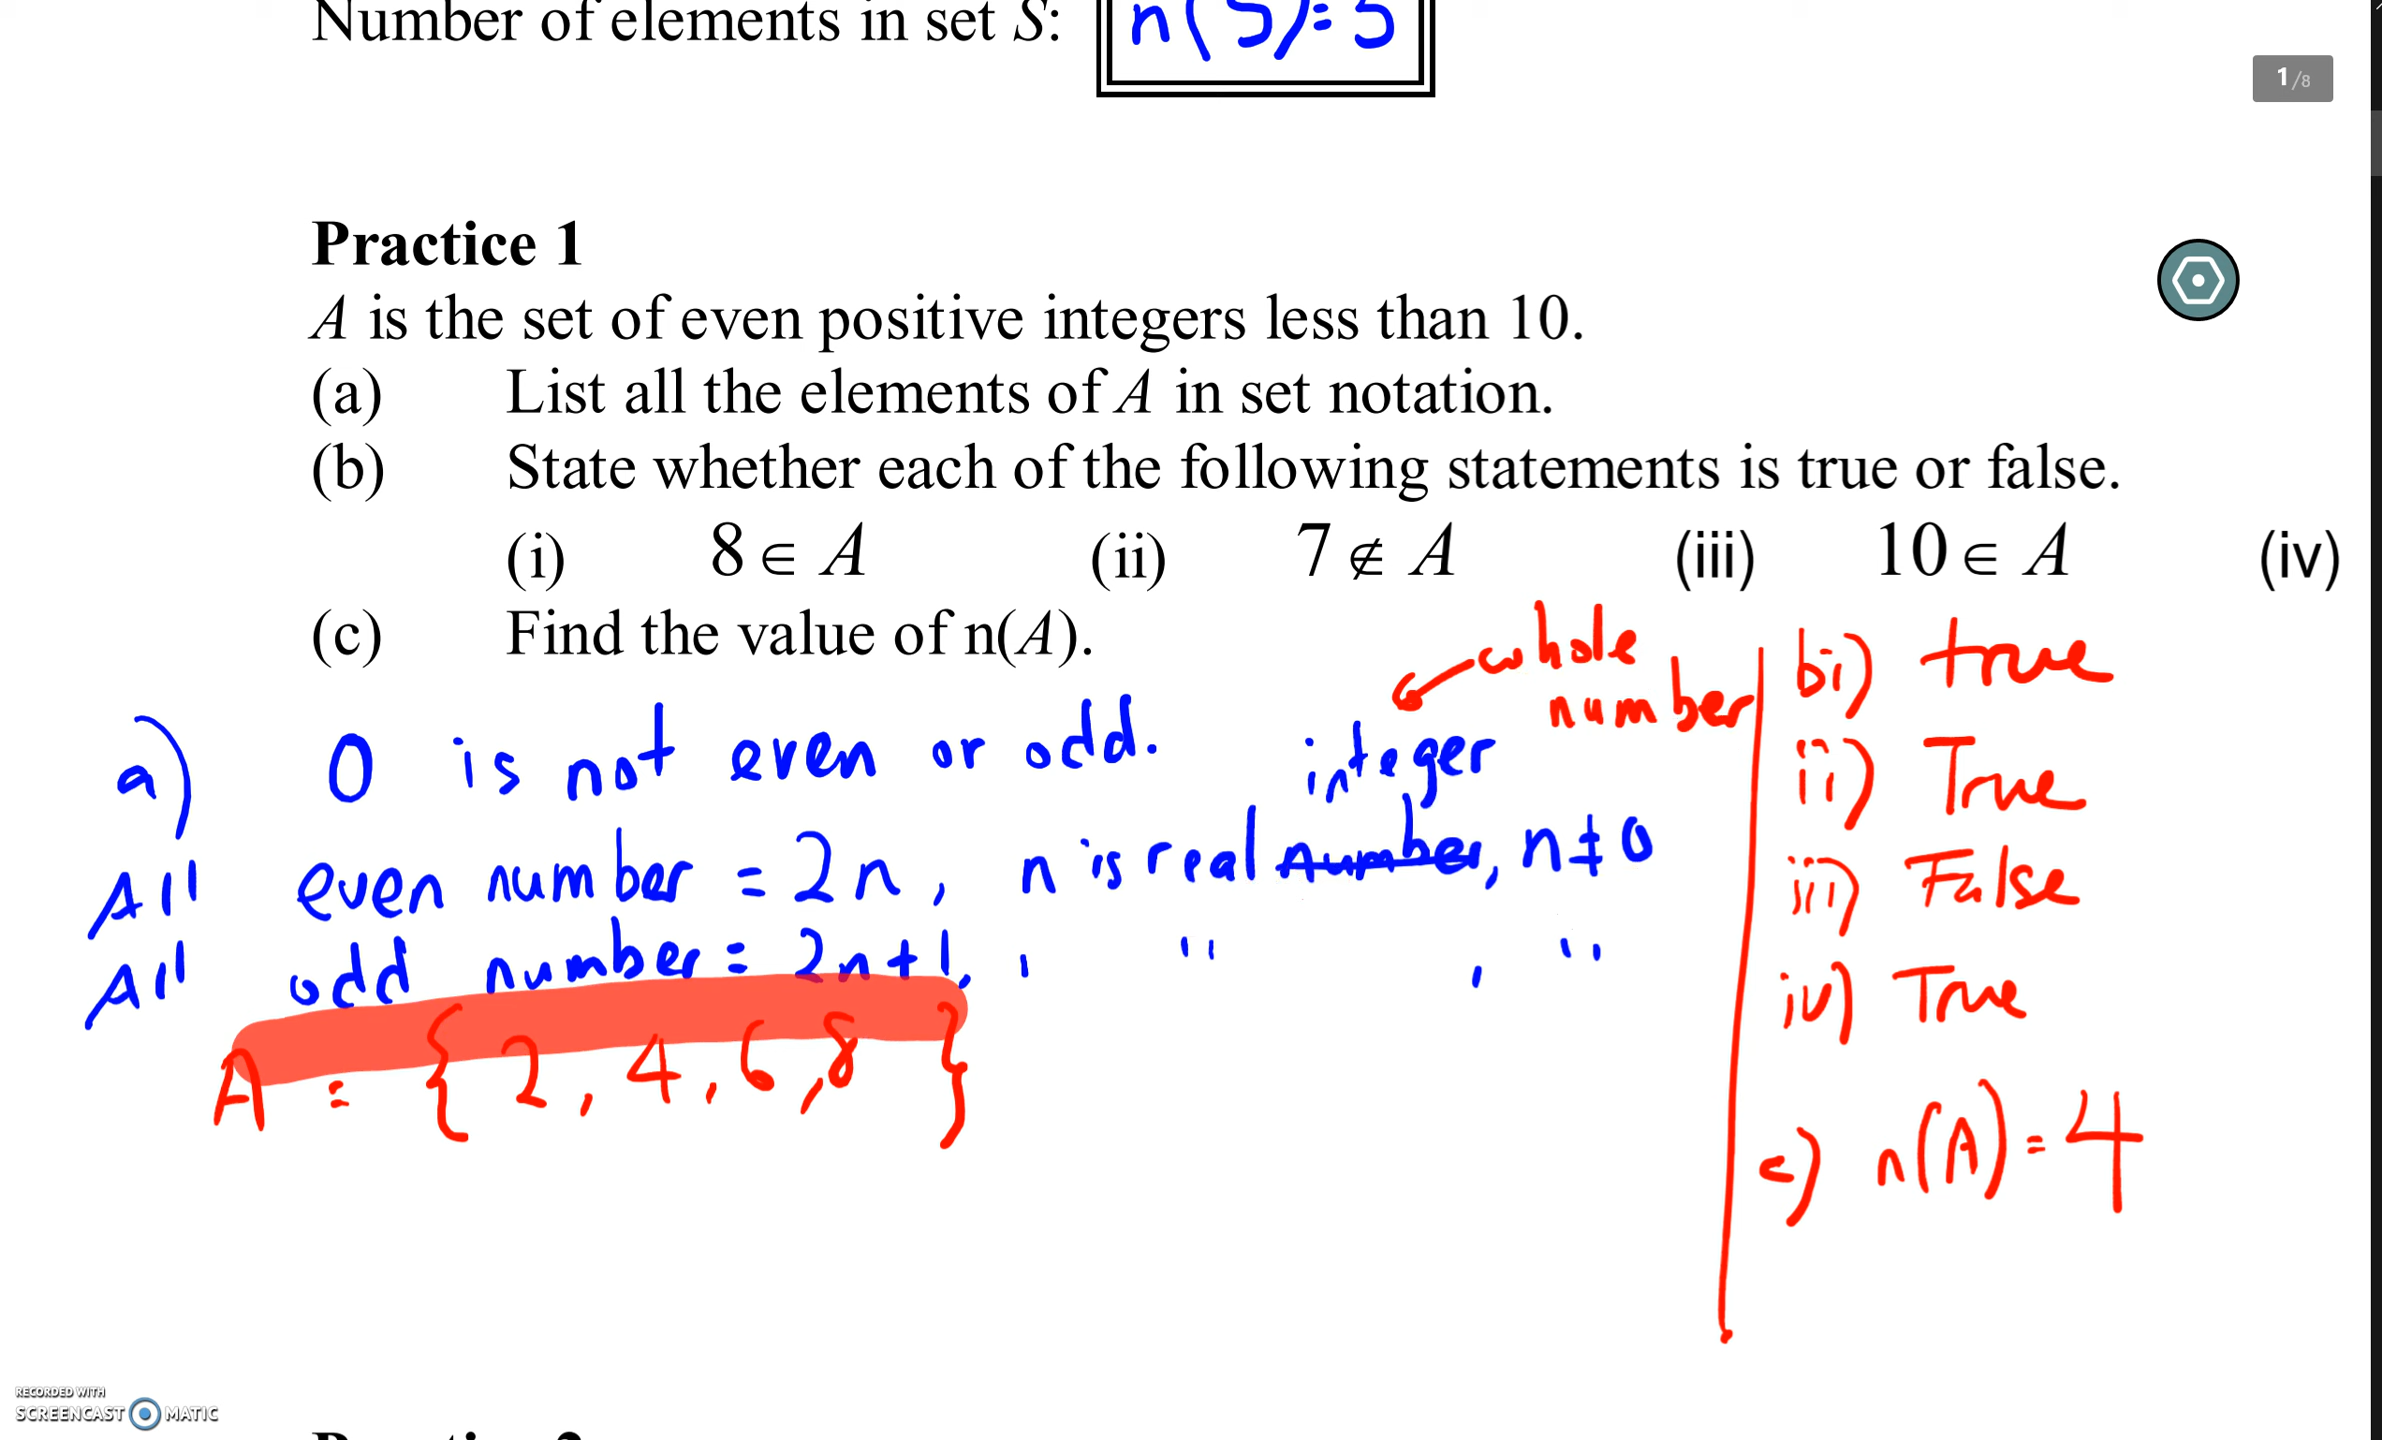 Number of elements in set S: n(S)=5
1/8
Practice 1
A is the set of even positive integers less than 10.
(a) List all the elements of A in set notation.
(b) State whether each of the following statements is true or false.
(i) 8 ∈ A (ii) 7 ∉ A (iii) 10 ∈ A (iv)
(c) Find the value of n(A).
whole
number
a) 0 is not even or odd. integer
All even number = 2n, n is real number, n≠0
All odd number = 2n+1, " , "
A = { 2, 4, 6, 8 }
bi) true
ii) True
iii) False
iv) True
c) n(A)=4
RECORDED WITH
SCREENCAST MATIC